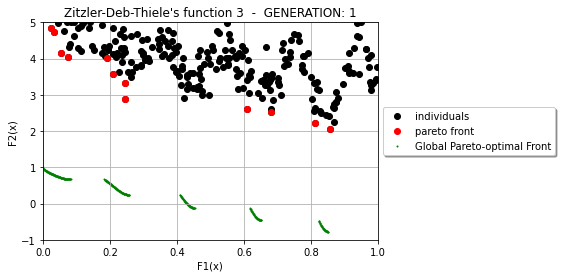 Zitzler-Deb-Thiele's function 3 - GENERATION: 1
5
4
3
2
1
0
−1
F2(x)
0.0 0.2 0.4 0.6 0.8 1.0
F1(x)
individuals
pareto front
Global Pareto-optimal Front